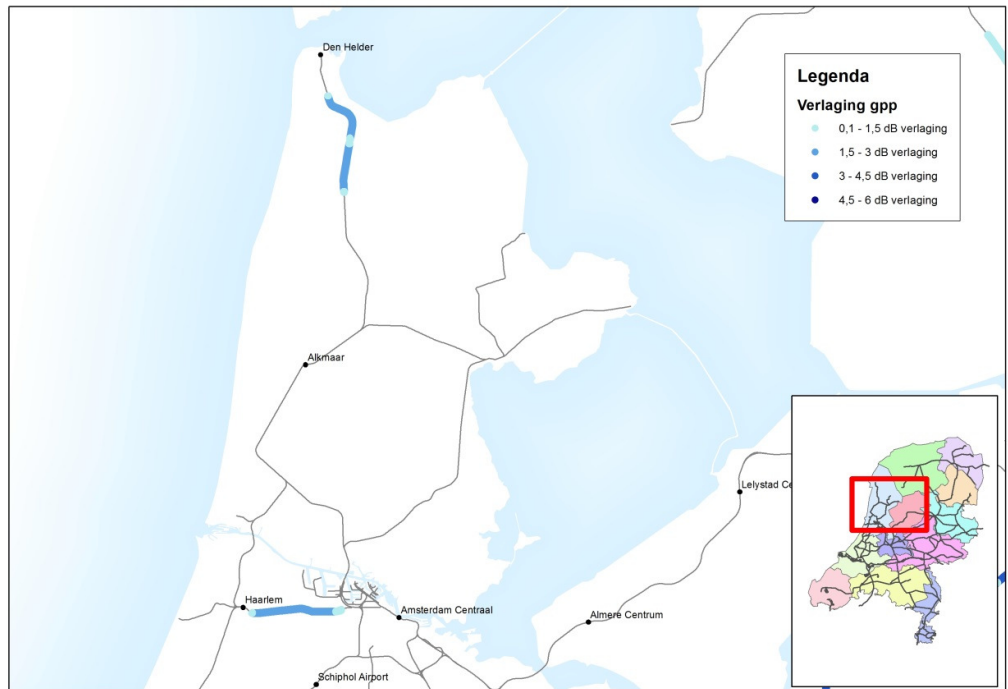 Den Helder
Legenda
Verlaging gpp
0,1 - 1,5 dB verlaging
1,5 - 3 dB verlaging
3 - 4,5 dB verlaging
4,5 - 6 dB verlaging
Alkmaar
Lelystad Ce
Haarlem
Amsterdam Centraal
Almere Centrum
Schiphol Airport